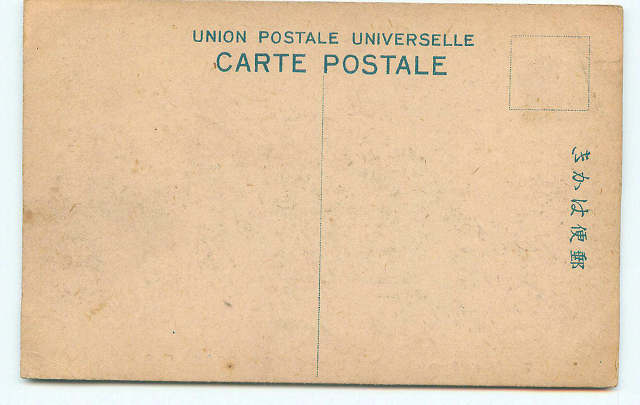 UNION POSTALE UNIVERSELLE
CARTE POSTALE
郵便はかき